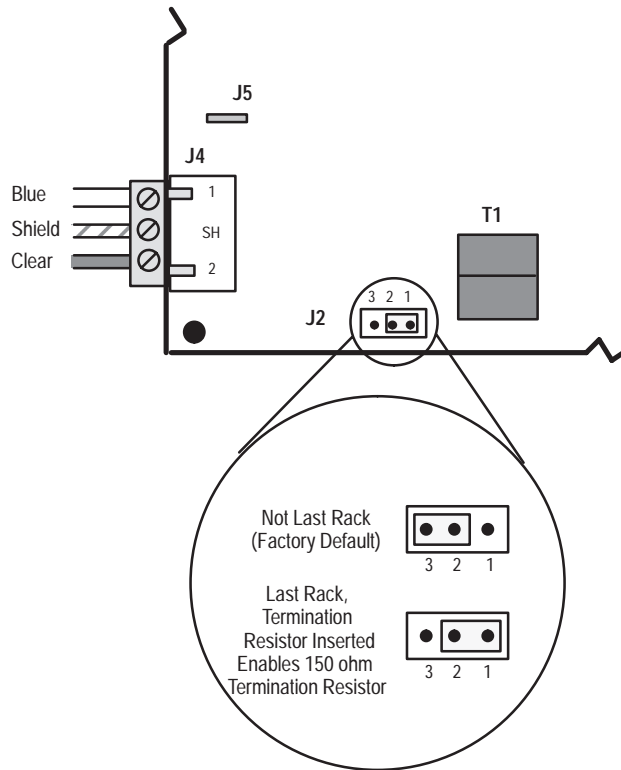 J5
J4
Blue
1
Shield
SH
Clear
2
T1
3 2 1
J2
Not Last Rack
(Factory Default)
3 2 1
Last Rack,
Termination
Resistor Inserted
Enables 150 ohm
Termination Resistor
3 2 1